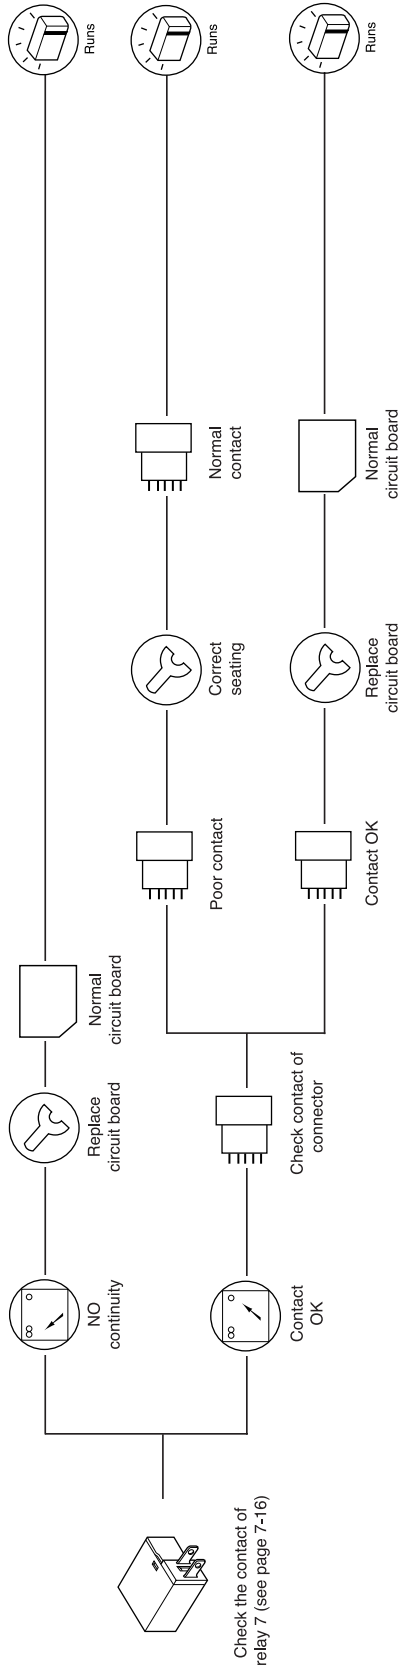 Check the contact of
relay 7 (see page 7-16)
NO
continuity
Replace
circuit board
Normal
circuit board
Runs
Contact
OK
Check contact of
connector
Poor contact
Correct
seating
Normal
contact
Runs
Contact OK
Replace
circuit board
Normal
circuit board
Runs